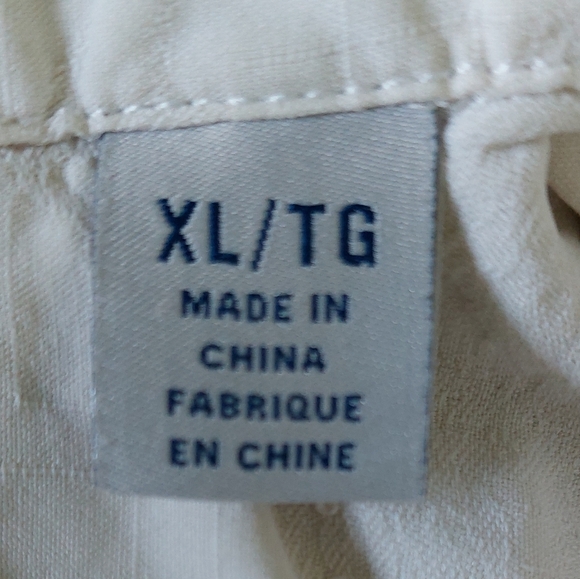 XL/TG
MADE IN
CHINA
FABRIQUE
EN CHINE